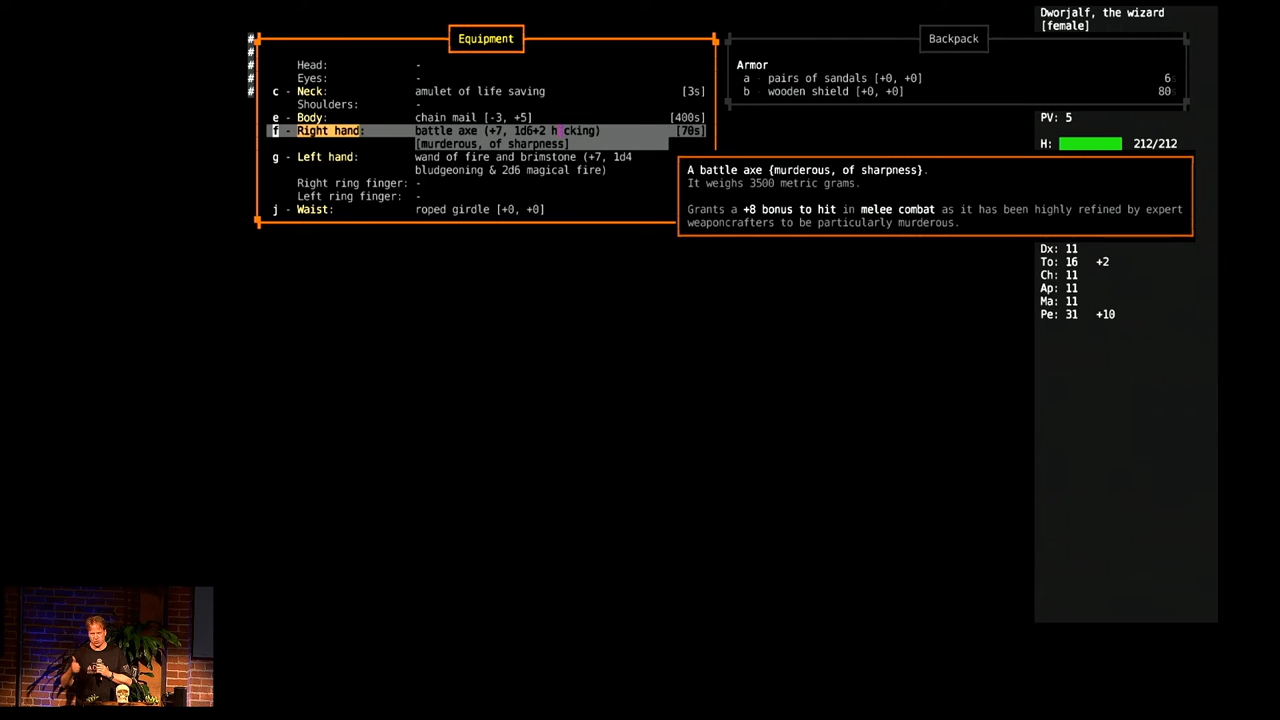 Dworjalf, the wizard
[female]
Equipment
Backpack
#
#
#
#
#
Head: -
Eyes: -
c - Neck: amulet of life saving [3s]
Shoulders: -
e - Body: chain mail [-3, +5] [400s]
f - Right hand: battle axe (+7, 1d6+2 hacking) [70s]
[murderous, of sharpness]
g - Left hand: wand of fire and brimstone (+7, 1d4
bludgeoning & 2d6 magical fire)
Right ring finger: -
Left ring finger: -
j - Waist: roped girdle [+0, +0]
Armor
a - pairs of sandals [+0, +0] 6s
b - wooden shield [+0, +0] 80s
PV: 5
H: 212/212
A battle axe {murderous, of sharpness}.
It weighs 3500 metric grams.
Grants a +8 bonus to hit in melee combat as it has been highly refined by expert
weaponcrafters to be particularly murderous.
Dx: 11
To: 16 +2
Ch: 11
Ap: 11
Ma: 11
Pe: 31 +10